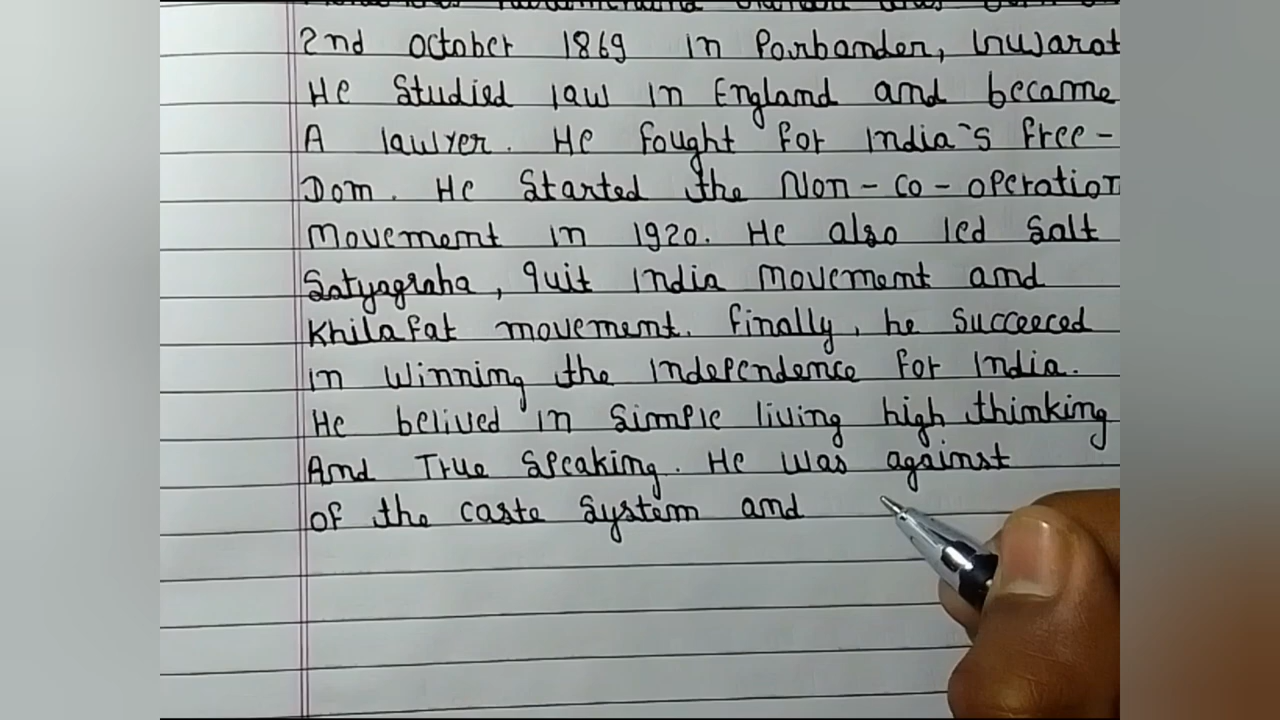 2nd October 1869 in Porbander, Gujarat
He Studied law in England and became
A lawyer. He fought for India's free-
Dom. He Started the Non-co-operation
Movement in 1920. He also led Salt
Satyagraha, quit India Movement and
Khilafat movement. finally, he Succeeced
in Winning the Independence for India.
He belived in Simple living high thinking
And True Speaking. He was against
of the caste System and